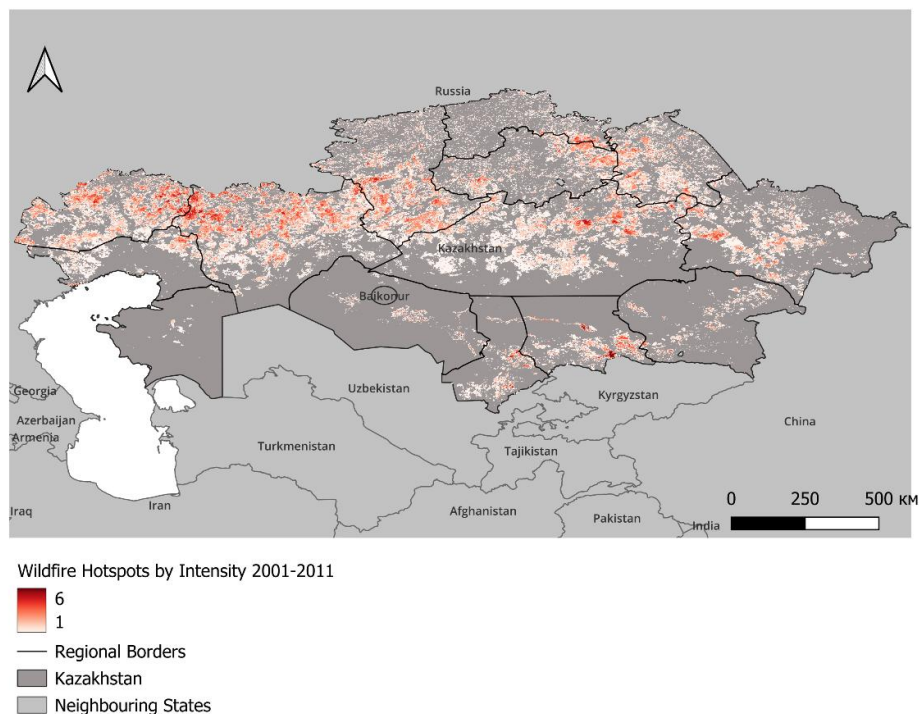 Russia
Kazakhstan
Baikonur
Georgia
Uzbekistan
Kyrgyzstan
Azerbaijan
China
Armenia
Turkmenistan
Tajikistan
Iran
Iraq
Afghanistan
Pakistan
India
0 250 500 км
Wildfire Hotspots by Intensity 2001-2011
6
1
Regional Borders
Kazakhstan
Neighbouring States